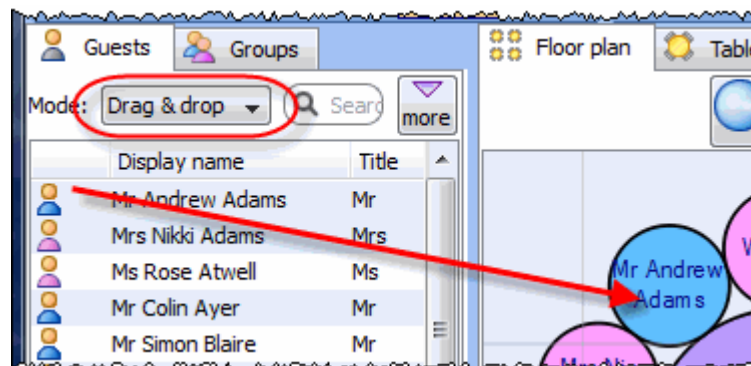 Guests Groups Floor plan
Mode: Drag & drop more
Display name Title
Mr Andrew Adams Mr
Mrs Nikki Adams Mrs
Ms Rose Atwell Ms
Mr Colin Ayer Mr
Mr Simon Blaire Mr
Mr Andrew
Adams